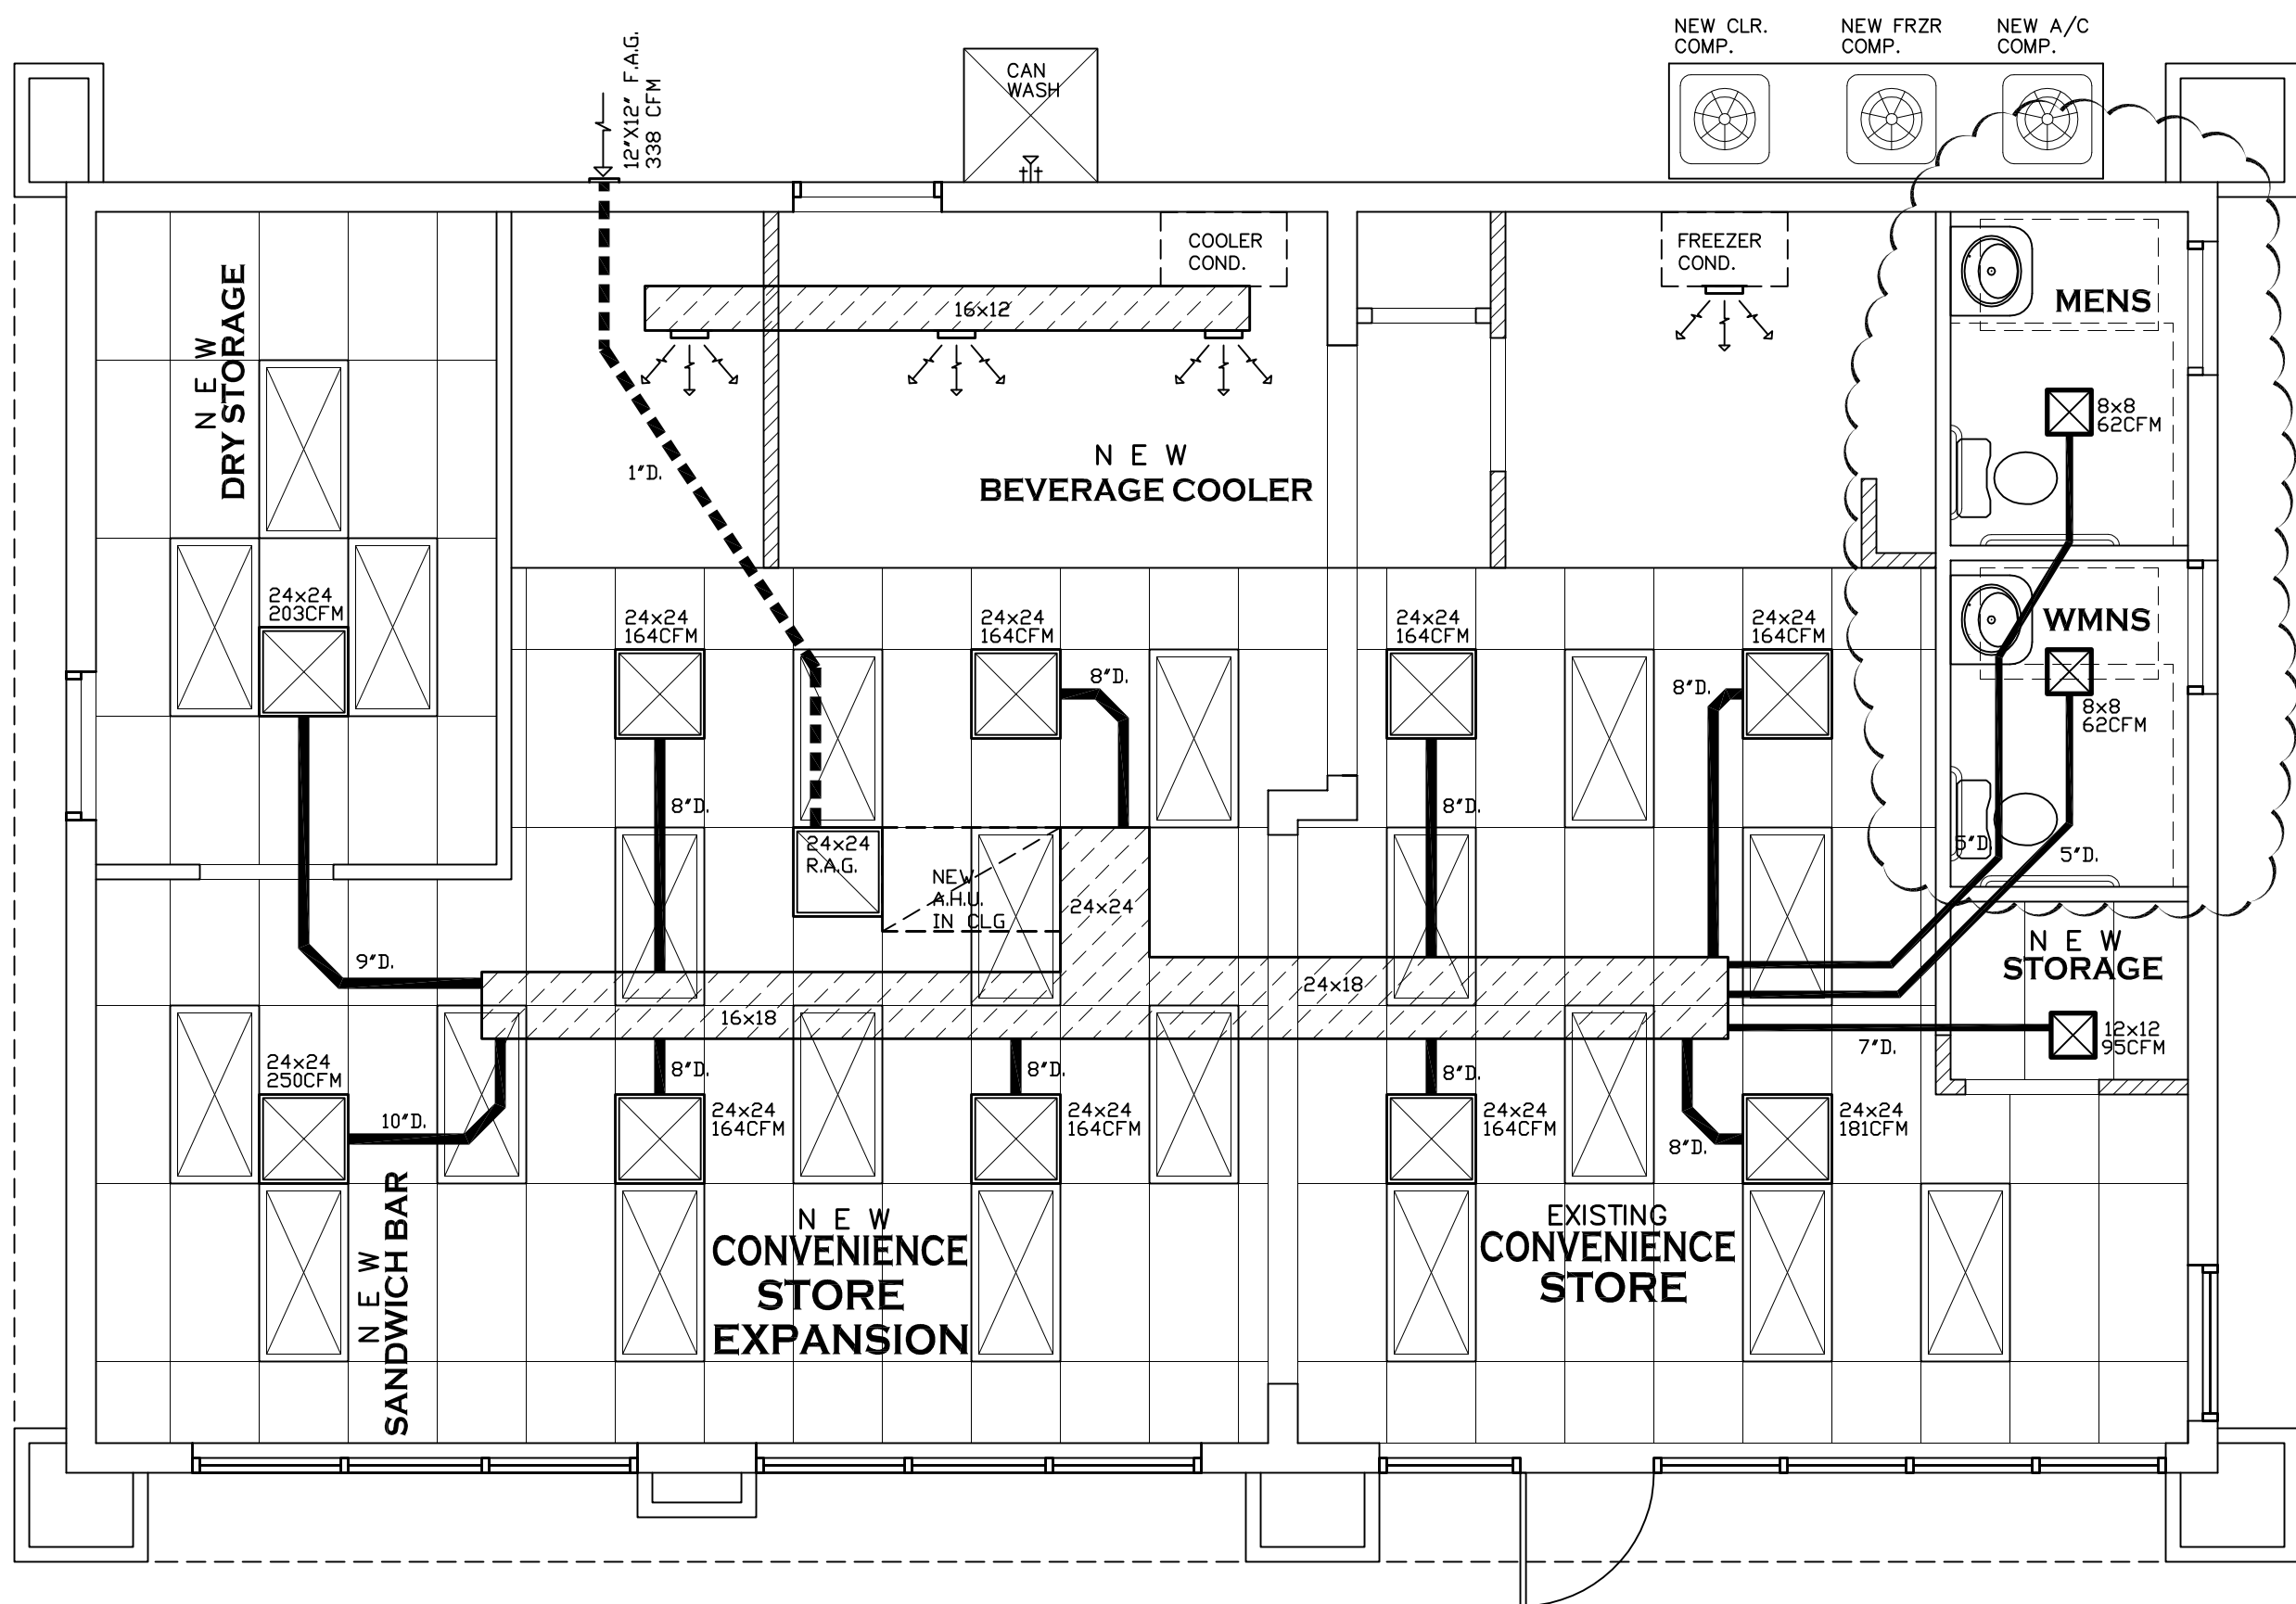 NEW CLR.
COMP.
NEW FRZR
COMP.
NEW A/C
COMP.
12"X12" F.A.G.
338 CFM
CAN
WASH
COOLER
COND.
FREEZER
COND.
MENS
16x12
N E W
DRY STORAGE
8x8
62CFM
1"D.
N E W
BEVERAGE COOLER
24x24
203CFM
24x24
164CFM
24x24
164CFM
24x24
164CFM
24x24
164CFM
WMNS
8"D.
8"D.
8x8
62CFM
8"D.
8"D.
24x24
R.A.G.
NEW
A.H.U.
IN CLG
24x24
5"D.
5"D.
9"D.
24x18
N E W
STORAGE
16x18
12x12
95CFM
7"D.
24x24
250CFM
8"D.
8"D.
8"D.
10"D.
24x24
164CFM
24x24
164CFM
24x24
164CFM
8"D.
24x24
181CFM
N E W
SANDWICH BAR
N E W
CONVENIENCE
STORE
EXPANSION
EXISTING
CONVENIENCE
STORE